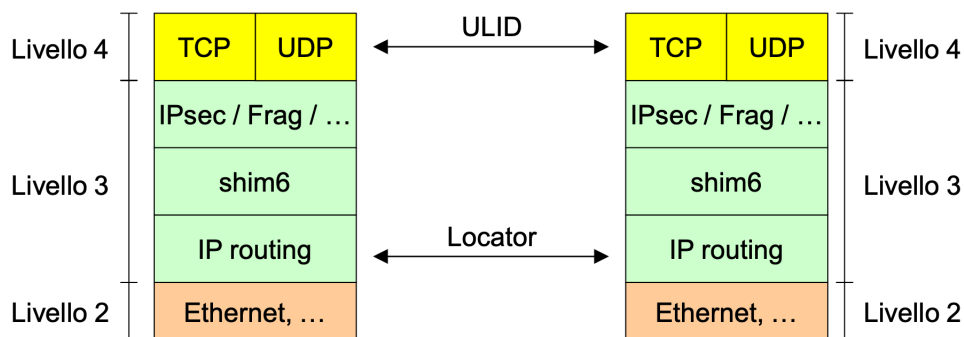 Livello 4 TCP UDP ULID TCP UDP Livello 4
IPsec / Frag / … IPsec / Frag / …
Livello 3 shim6 shim6 Livello 3
IP routing Locator IP routing
Livello 2 Ethernet, … Ethernet, … Livello 2